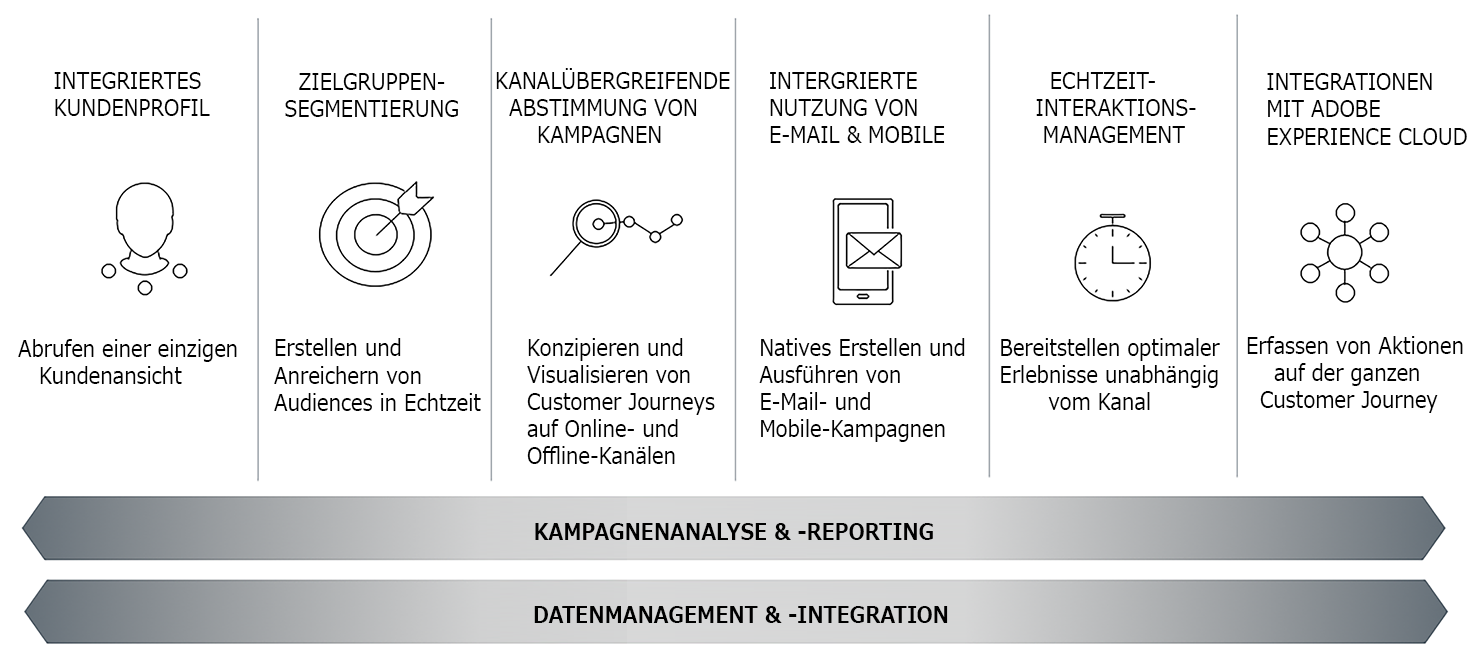 INTEGRIERTES
KUNDENPROFIL
Abrufen einer einzigen
Kundenansicht
ZIELGRUPPEN-
SEGMENTIERUNG
Erstellen und
Anreichern von
Audiences in Echtzeit
KANALÜBERGREIFENDE
ABSTIMMUNG VON
KAMPAGNEN
Konzipieren und
Visualisieren von
Customer Journeys
auf Online- und
Offline-Kanälen
INTERGRIERTE
NUTZUNG VON
E-MAIL & MOBILE
Natives Erstellen und
Ausführen von
E-Mail- und
Mobile-Kampagnen
ECHTZEIT-
INTERAKTIONS-
MANAGEMENT
Bereitstellen optimaler
Erlebnisse unabhängig
vom Kanal
INTEGRATIONEN
MIT ADOBE
EXPERIENCE CLOUD
Erfassen von Aktionen
auf der ganzen
Customer Journey
KAMPAGNENANALYSE & -REPORTING
DATENMANAGEMENT & -INTEGRATION